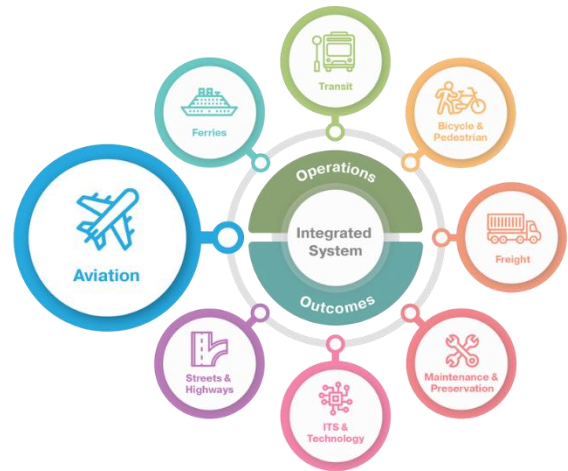 Transit
Ferries
Bicycle &
Pedestrian
Operations
Integrated
System
Aviation
Freight
Outcomes
Streets &
Highways
Maintenance &
Preservation
ITS &
Technology